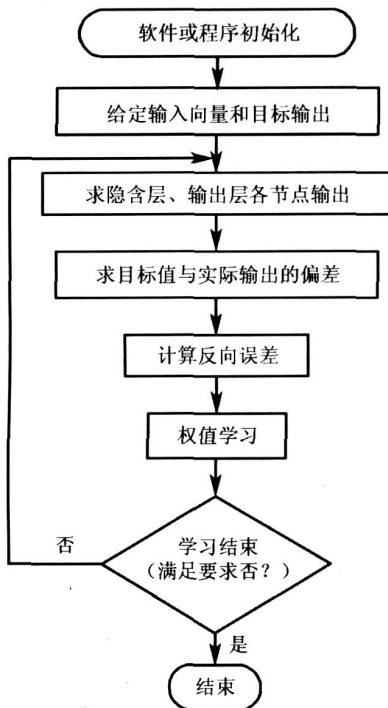 软件或程序初始化
给定输入向量和目标输出
求隐含层、输出层各节点输出
求目标值与实际输出的偏差
计算反向误差
权值学习
否
学习结束
（满足要求否？）
是
结束